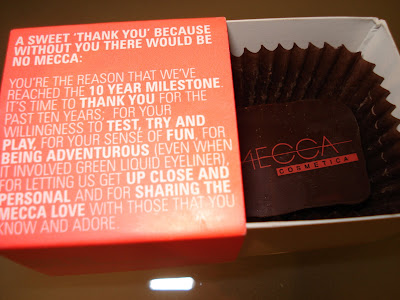 A SWEET 'THANK YOU' BECAUSE
WITHOUT YOU THERE WOULD BE
NO MECCA:
YOU'RE THE REASON THAT WE'VE
REACHED THE 10 YEAR MILESTONE.
IT'S TIME TO THANK YOU FOR THE
PAST TEN YEARS; FOR YOUR
WILLINGNESS TO TEST, TRY AND
PLAY, FOR YOUR SENSE OF FUN, FOR
BEING ADVENTUROUS (EVEN WHEN
IT INVOLVED GREEN LIQUID EYELINER),
FOR LETTING US GET UP CLOSE AND
PERSONAL AND FOR SHARING THE
MECCA LOVE WITH THOSE THAT YOU
KNOW AND ADORE
MECCA
COSMETICA